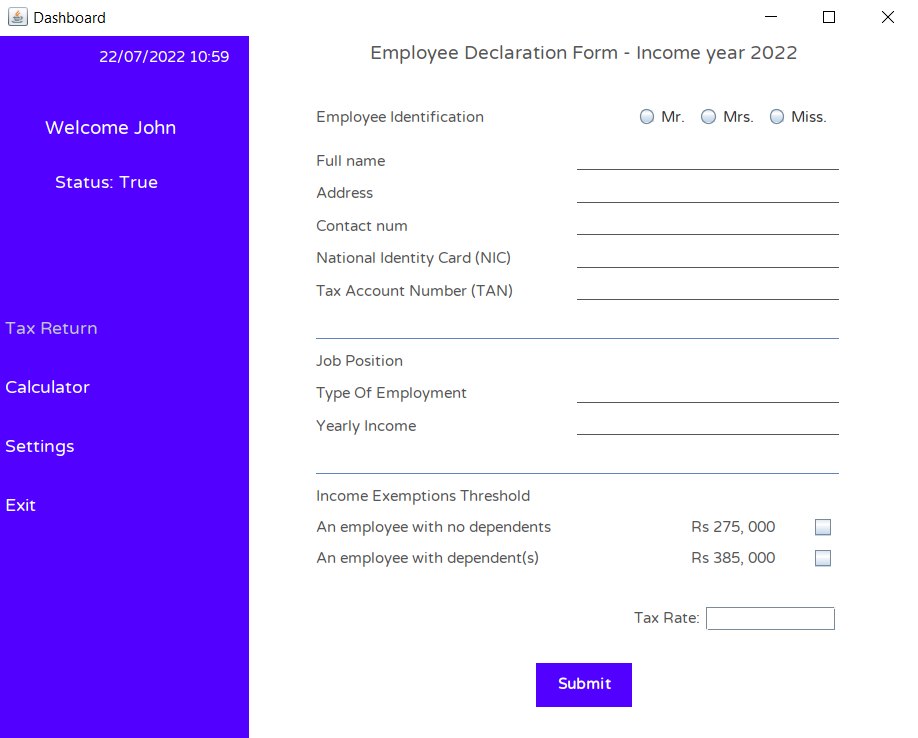 Dashboard
22/07/2022 10:59
Welcome John
Status: True
Tax Return
Calculator
Settings
Exit
Employee Declaration Form - Income year 2022
Employee Identification Mr. Mrs. Miss.
Full name
Address
Contact num
National Identity Card (NIC)
Tax Account Number (TAN)
Job Position
Type Of Employment
Yearly Income
Income Exemptions Threshold
An employee with no dependents Rs 275, 000
An employee with dependent(s) Rs 385, 000
Tax Rate:
Submit